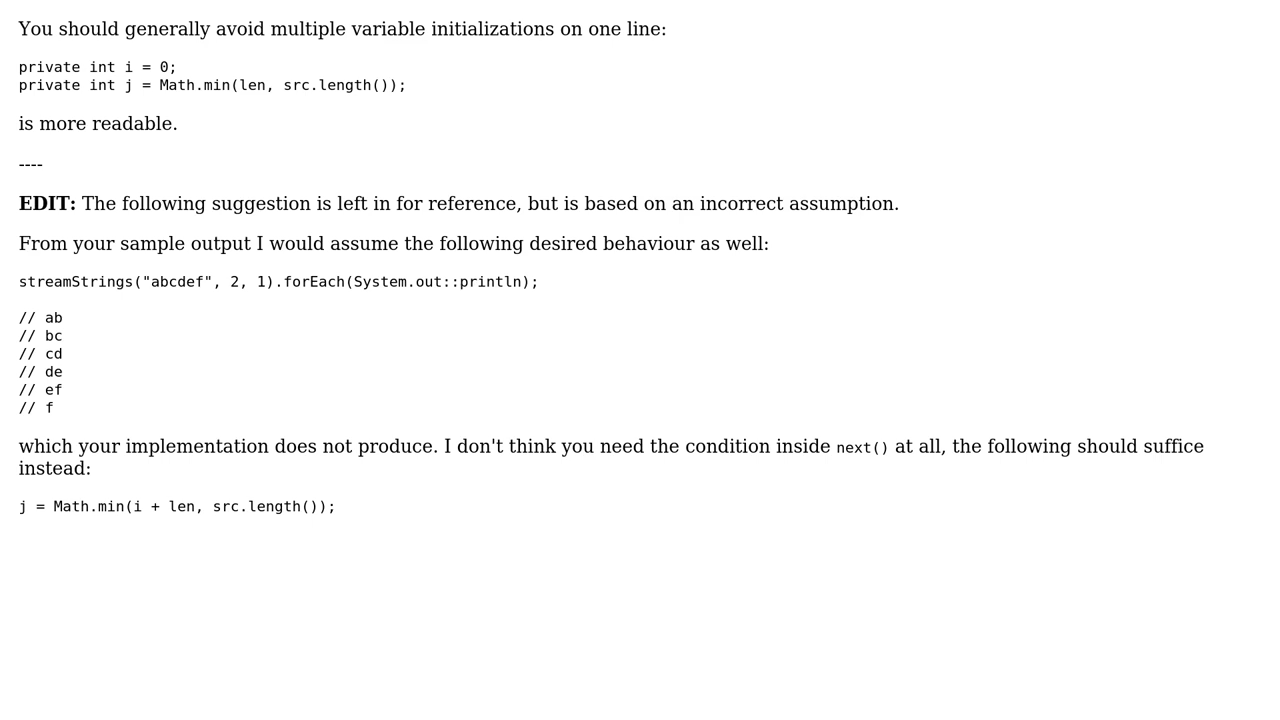 You should generally avoid multiple variable initializations on one line:
private int i = 0;
private int j = Math.min(len, src.length());
is more readable.
----
EDIT: The following suggestion is left in for reference, but is based on an incorrect assumption.
From your sample output I would assume the following desired behaviour as well:
streamStrings("abcdef", 2, 1).forEach(System.out::println);
// ab
// bc
// cd
// de
// ef
// f
which your implementation does not produce. I don't think you need the condition inside next() at all, the following should suffice
instead:
j = Math.min(i + len, src.length());